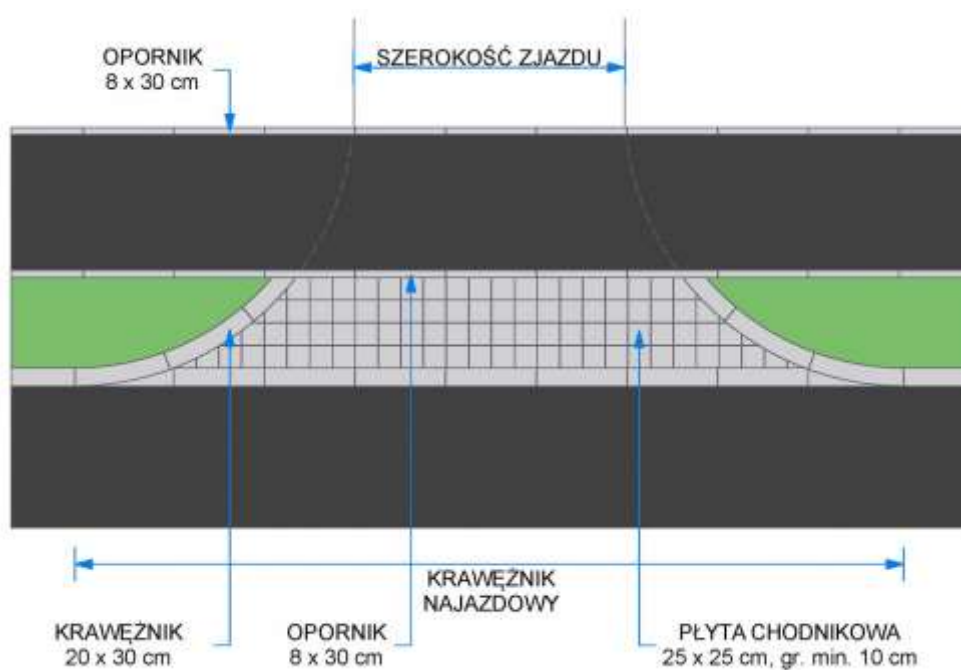 OPORNIK
8 x 30 cm
SZEROKOŚĆ ZJAZDU
KRAWĘŻNIK
NAJAZDOWY
KRAWĘŻNIK
20 x 30 cm
OPORNIK
8 x 30 cm
PŁYTA CHODNIKOWA
25 x 25 cm, gr. min. 10 cm